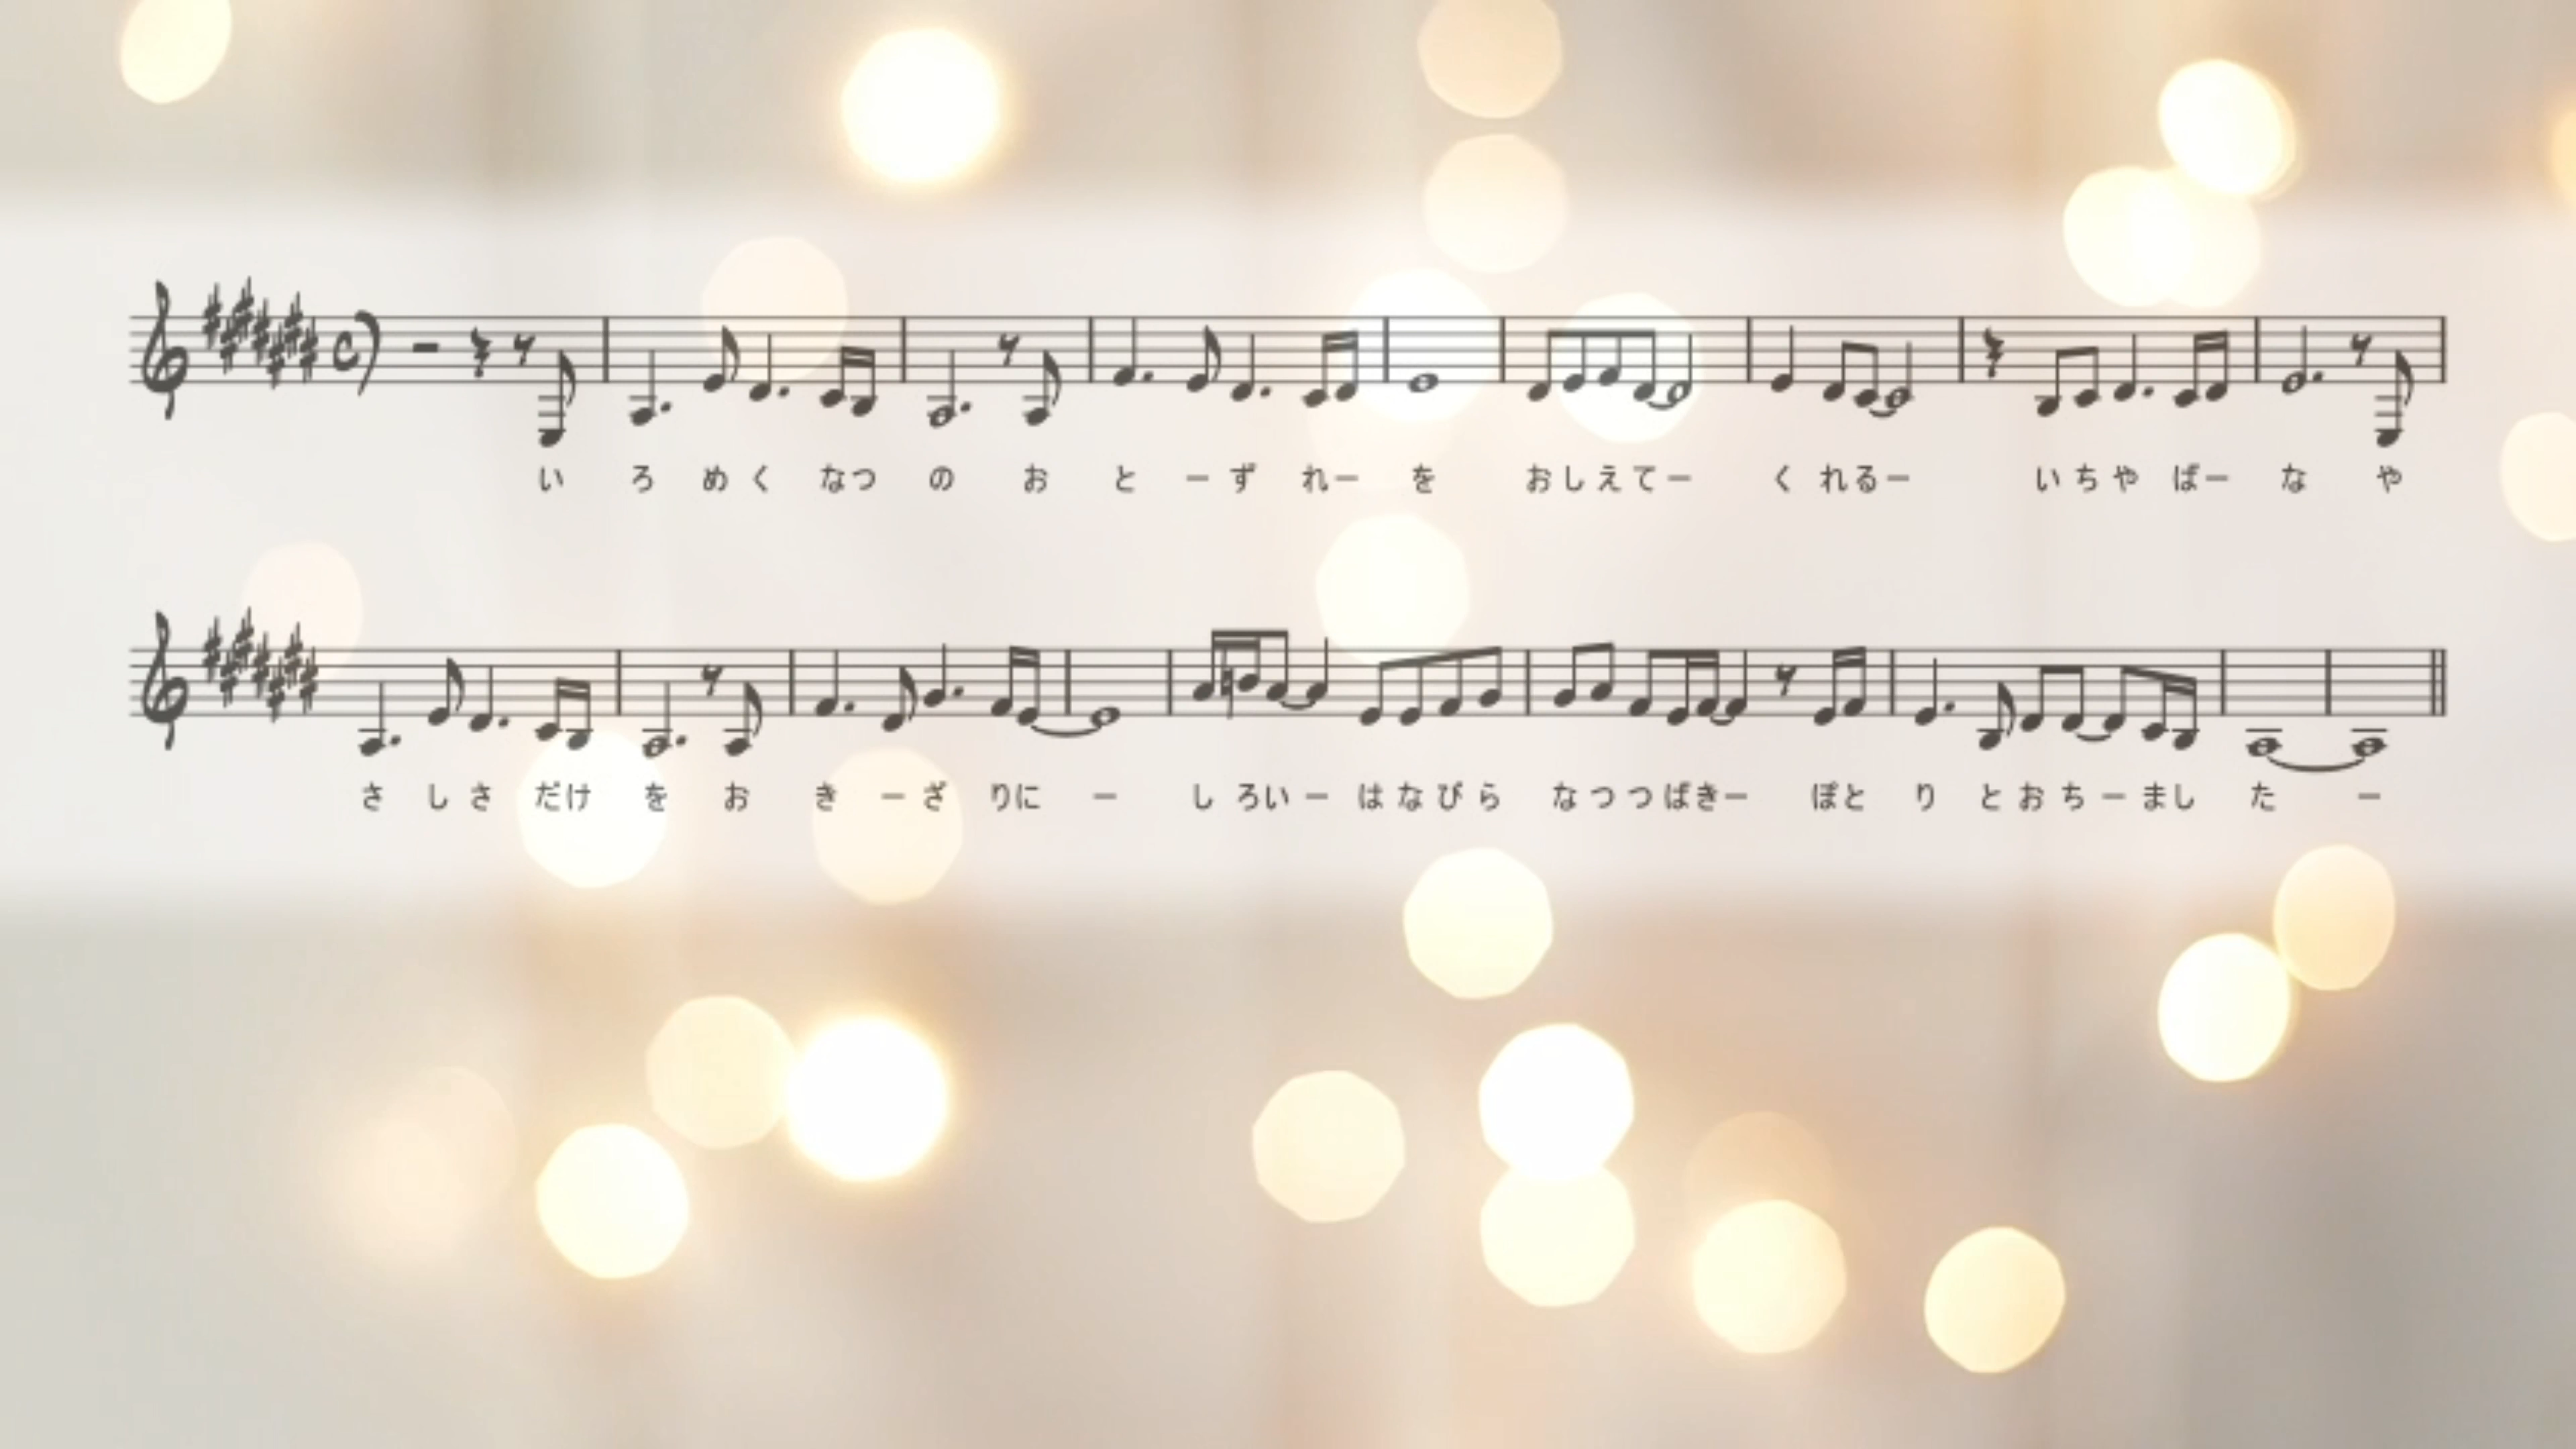 い ろ めく なつ の お と ーず れー を おしえてー く れるー いちや ばー な や
さ しさ だけ を お き ーざ りに ー し ろい ー はなびら なつつばきー ぽと り とおち ーまし た ー